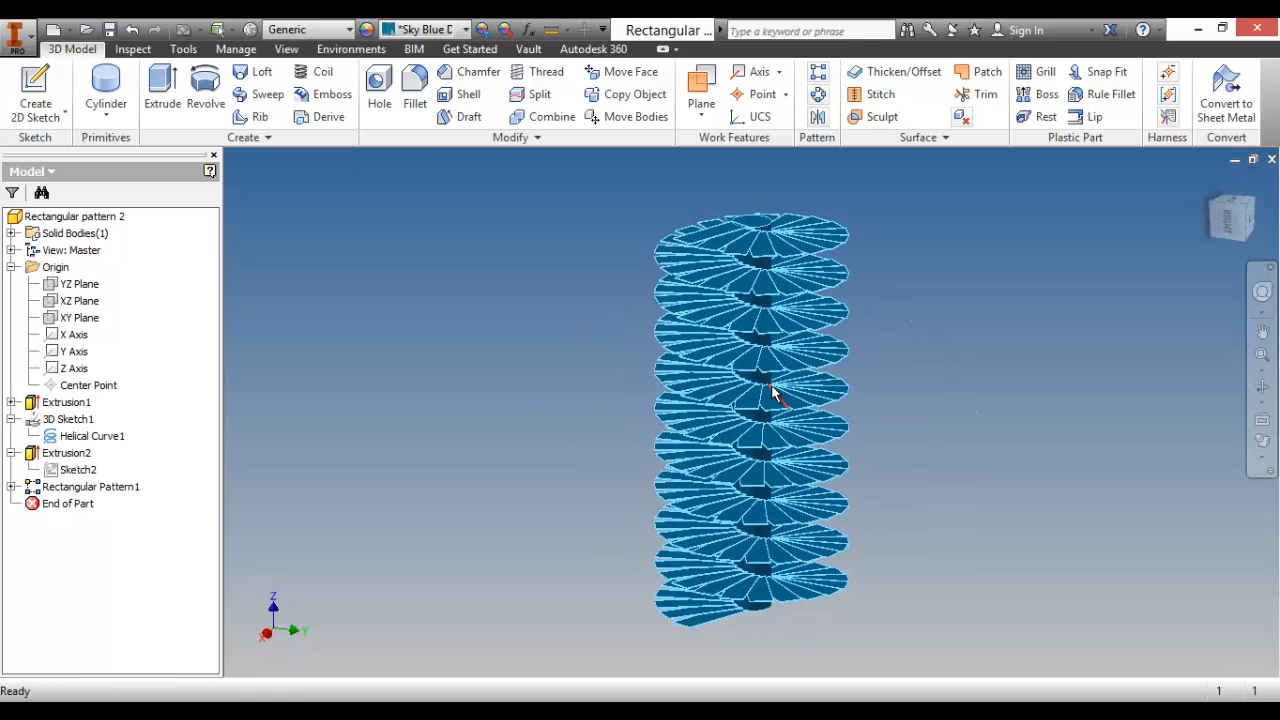 PRO
Generic
*Sky Blue D
Rectangular ...
Type a keyword or phrase
Sign In
3D Model Inspect Tools Manage View Environments BIM Get Started Vault Autodesk 360
Create 2D Sketch
Cylinder
Extrude
Revolve
Loft
Sweep
Rib
Coil
Emboss
Derive
Hole
Fillet
Chamfer
Shell
Draft
Thread
Split
Combine
Move Face
Copy Object
Move Bodies
Plane
Axis
Point
UCS
Thicken/Offset
Stitch
Sculpt
Patch
Trim
Grill
Boss
Rest
Snap Fit
Rule Fillet
Lip
Convert to Sheet Metal
Sketch Primitives Create Modify Work Features Pattern Surface Plastic Part Harness Convert
Model
Rectangular pattern 2
Solid Bodies(1)
View: Master
Origin
YZ Plane
XZ Plane
XY Plane
X Axis
Y Axis
Z Axis
Center Point
Extrusion1
3D Sketch1
Helical Curve1
Extrusion2
Sketch2
Rectangular Pattern1
End of Part
RIGHT
Z
X
Y
Ready
1 1